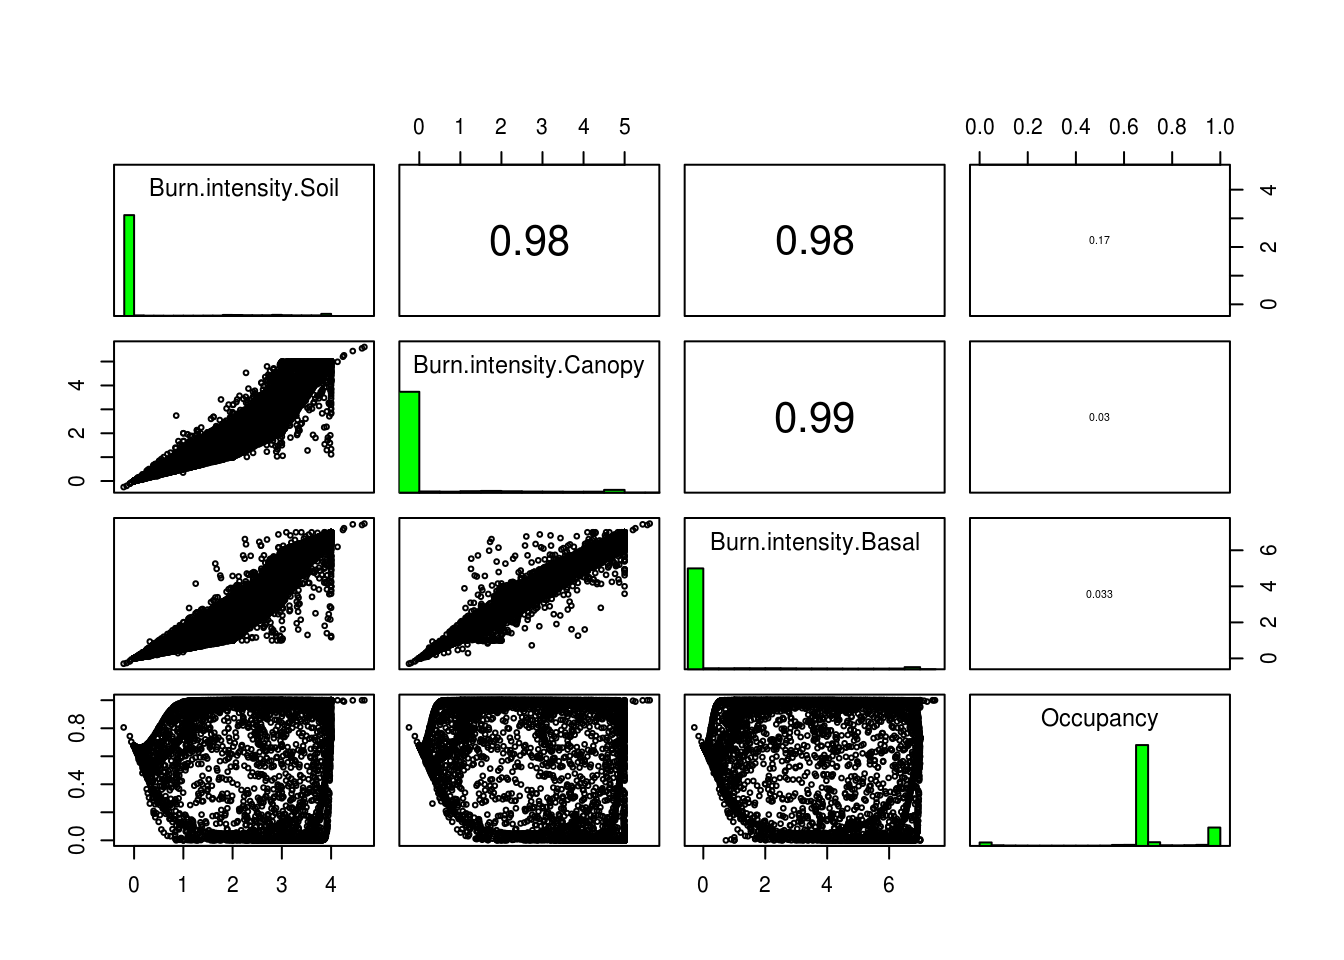 0 1 2 3 4 5
0.0 0.2 0.4 0.6 0.8 1.0
Burn.intensity.Soil
0.98
0.98
0.17
0 2 4
0 2 4
Burn.intensity.Canopy
0.99
0.03
Burn.intensity.Basal
0.033
0 2 4 6
0.0 0.4 0.8
Occupancy
0 1 2 3 4
0 2 4 6